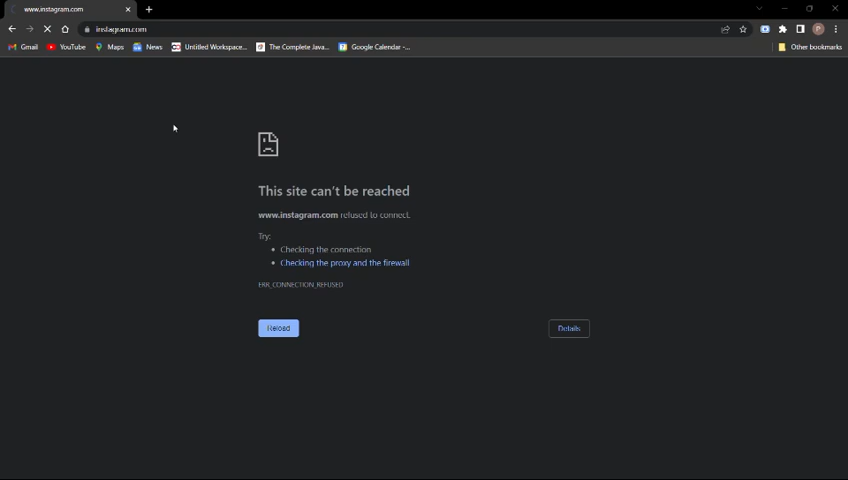 www.instagram.com
instagram.com
P
Gmail YouTube Maps News Untitled Workspace... The Complete Java... Google Calendar -... Other bookmarks
This site can't be reached
www.instagram.com refused to connect.
Try:
• Checking the connection
• Checking the proxy and the firewall
ERR_CONNECTION_REFUSED
Reload Details